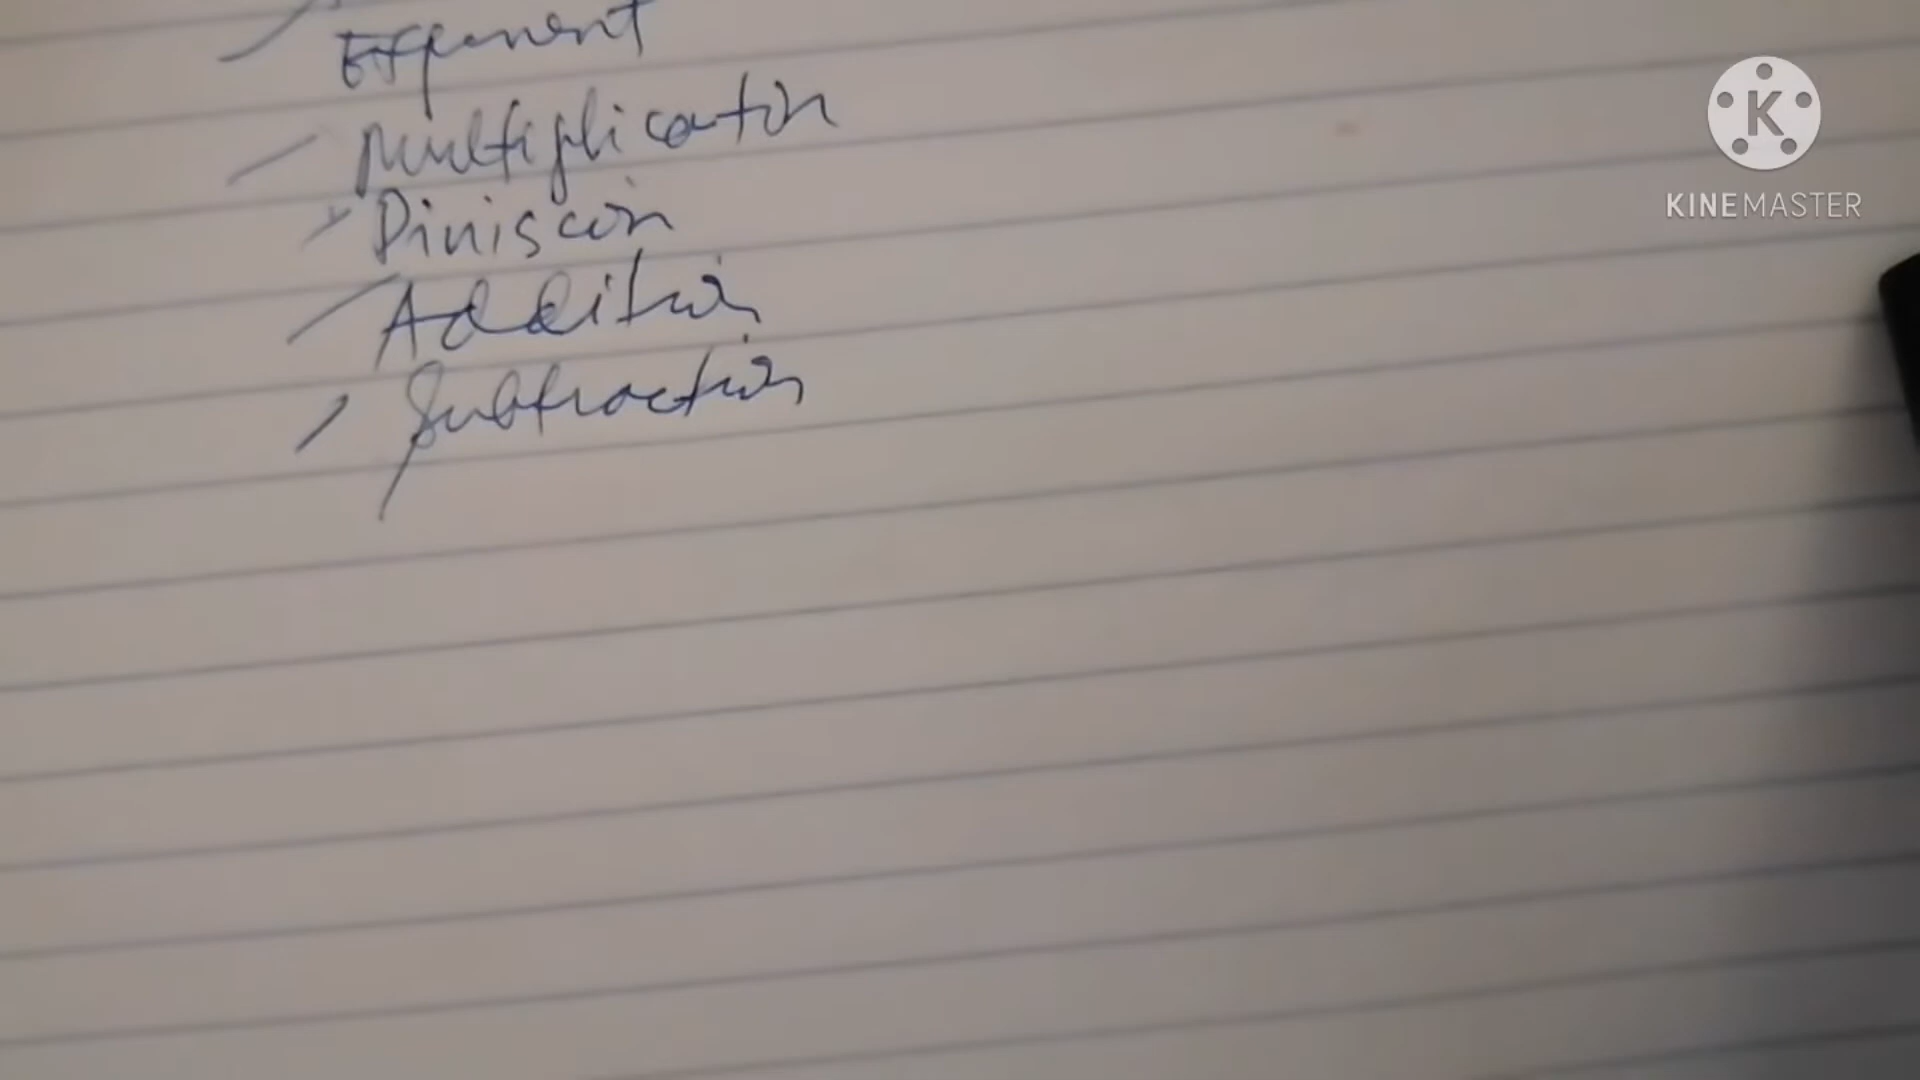 Exponent
Multiplication
Division
Addition
Subtraction
K
KINEMASTER